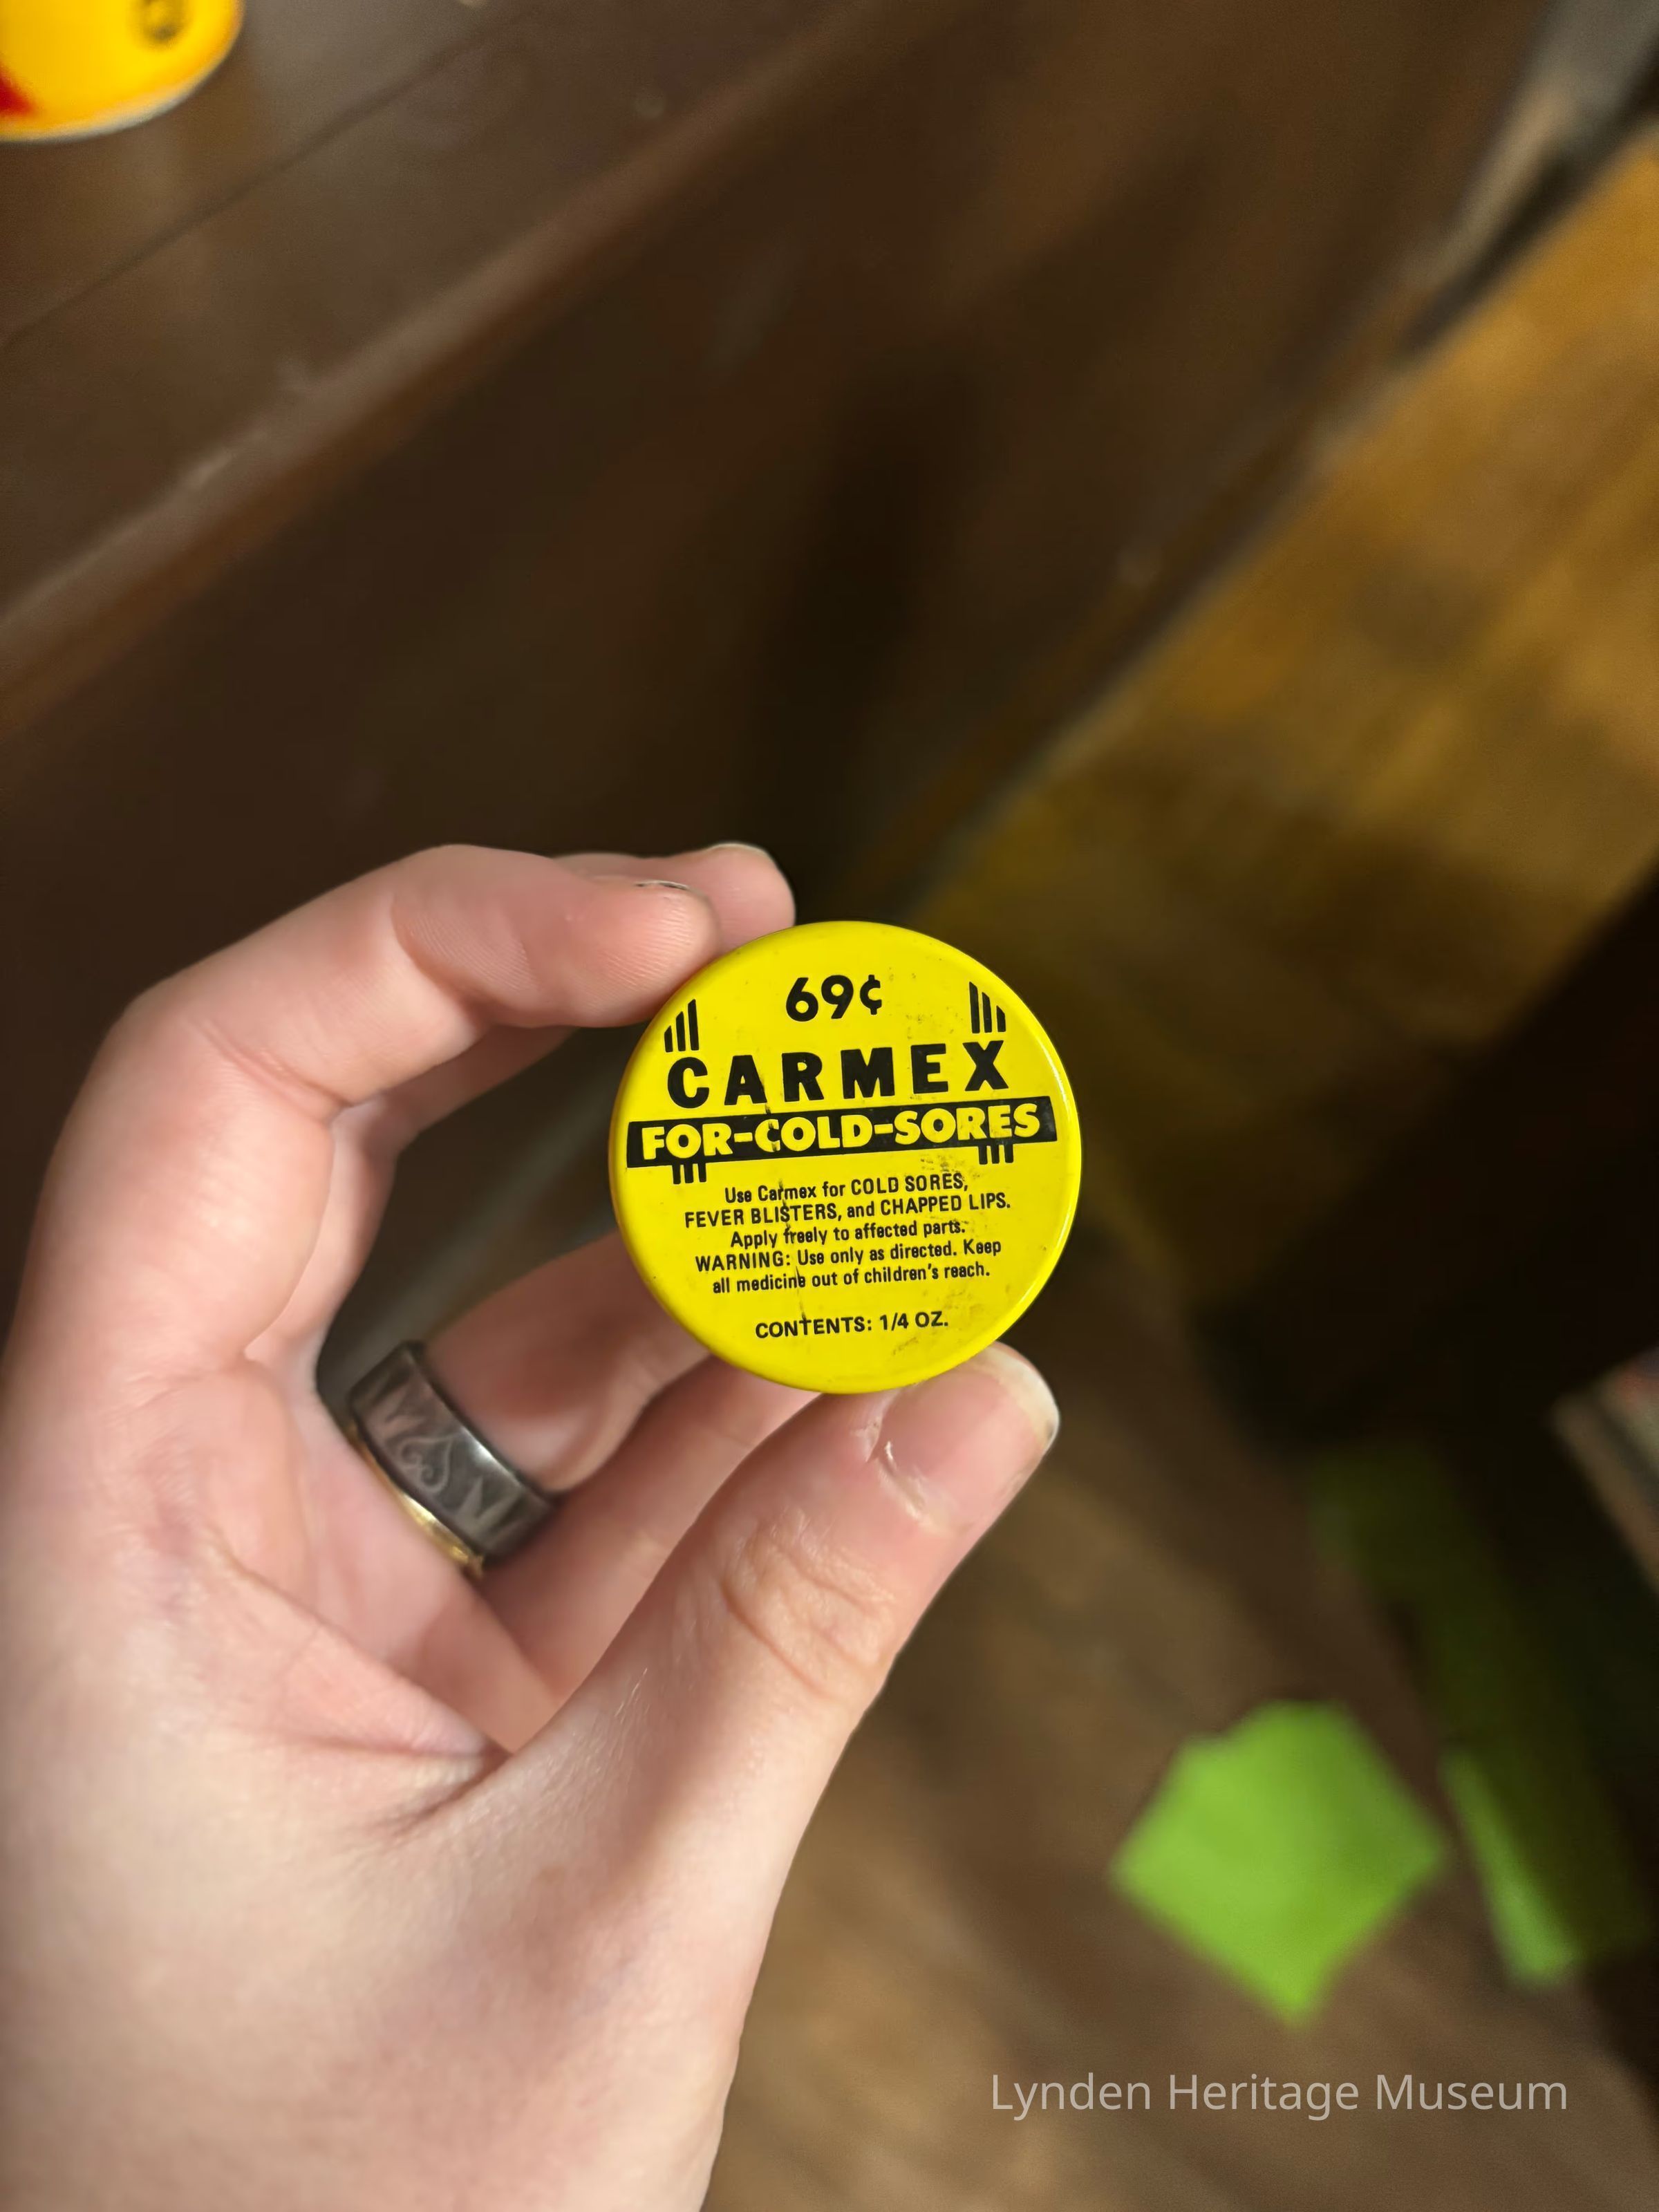 69¢
CARMEX
FOR-COLD-SORES
Use Carmex for COLD SORES,
FEVER BLISTERS, and CHAPPED LIPS.
Apply freely to affected parts.
WARNING: Use only as directed. Keep
all medicine out of children's reach.
CONTENTS: 1/4 OZ.
Lynden Heritage Museum